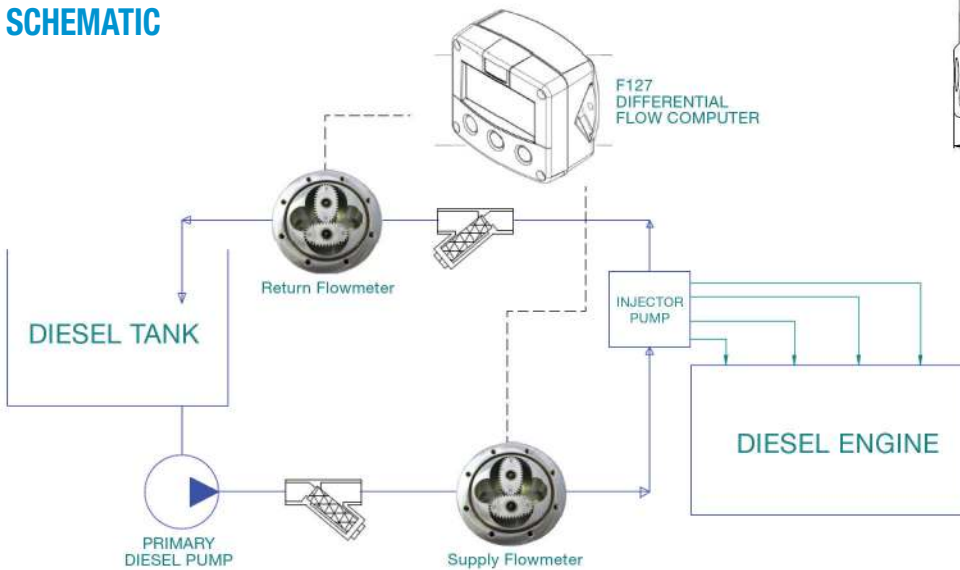 SCHEMATIC
F127
DIFFERENTIAL
FLOW COMPUTER
Return Flowmeter
DIESEL TANK
INJECTOR
PUMP
DIESEL ENGINE
PRIMARY
DIESEL PUMP
Supply Flowmeter